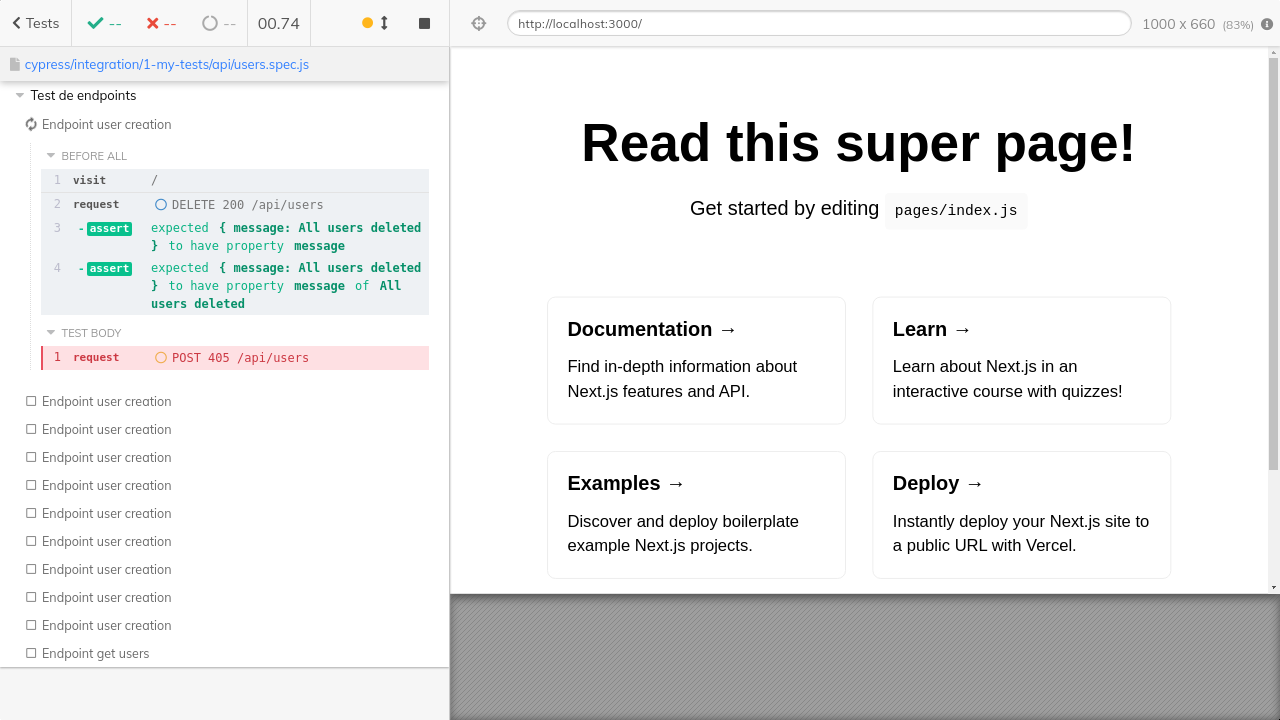 Tests -- -- -- 00.74
http://localhost:3000/
1000 x 660 (83%)
cypress/integration/1-my-tests/api/users.spec.js
Test de endpoints
Endpoint user creation
BEFORE ALL
1 visit /
2 request DELETE 200 /api/users
3 -assert expected { message: All users deleted
} to have property message
4 -assert expected { message: All users deleted
} to have property message of All
users deleted
TEST BODY
1 request POST 405 /api/users
Endpoint user creation
Endpoint user creation
Endpoint user creation
Endpoint user creation
Endpoint user creation
Endpoint user creation
Endpoint user creation
Endpoint user creation
Endpoint user creation
Endpoint get users
Read this super page!
Get started by editing pages/index.js
Documentation →
Find in-depth information about
Next.js features and API.
Learn →
Learn about Next.js in an
interactive course with quizzes!
Examples →
Discover and deploy boilerplate
example Next.js projects.
Deploy →
Instantly deploy your Next.js site to
a public URL with Vercel.